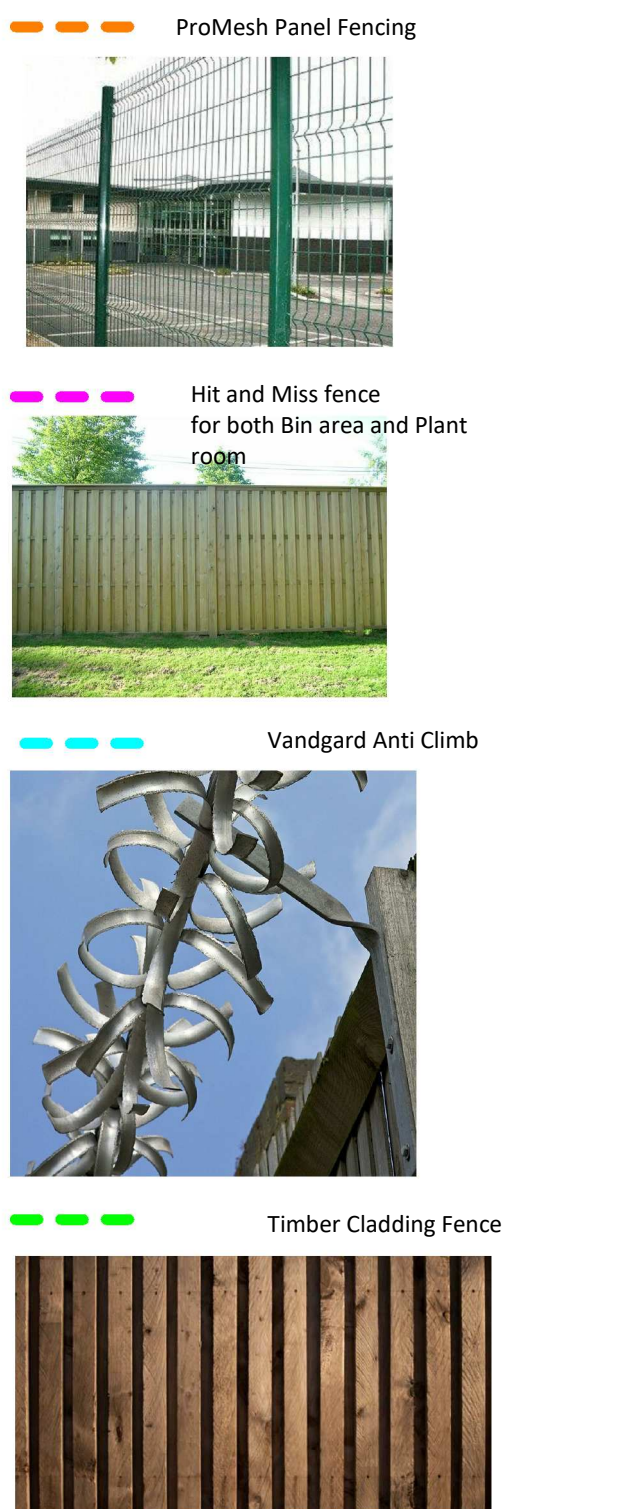 ProMesh Panel Fencing
Hit and Miss fence
for both Bin area and Plant
room
Vandgard Anti Climb
Timber Cladding Fence